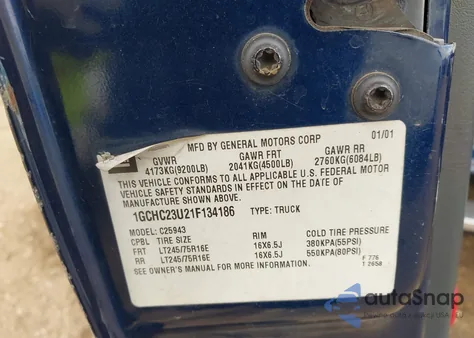 MFD BY GENERAL MOTORS CORP 01/01
GVWR GAWR FRT GAWR RR
4173KG(9200LB) 2041KG(4500LB) 2760KG(6084LB)
THIS VEHICLE CONFORMS TO ALL APPLICABLE U.S. FEDERAL MOTOR
VEHICLE SAFETY STANDARDS IN EFFECT ON THE DATE OF
MANUFACTURE SHOWN ABOVE.
1GCHC23U21F134186 TYPE: TRUCK
MODEL: C25943
CPBL TIRE SIZE RIM COLD TIRE PRESSURE
FRT LT245/75R16E 16X6.5J 380KPA(55PSI)
RR LT245/75R16E 16X6.5J 550KPA(80PSI)
SEE OWNER'S MANUAL FOR MORE INFORMATION.
F 776
T 2658
autoSnap